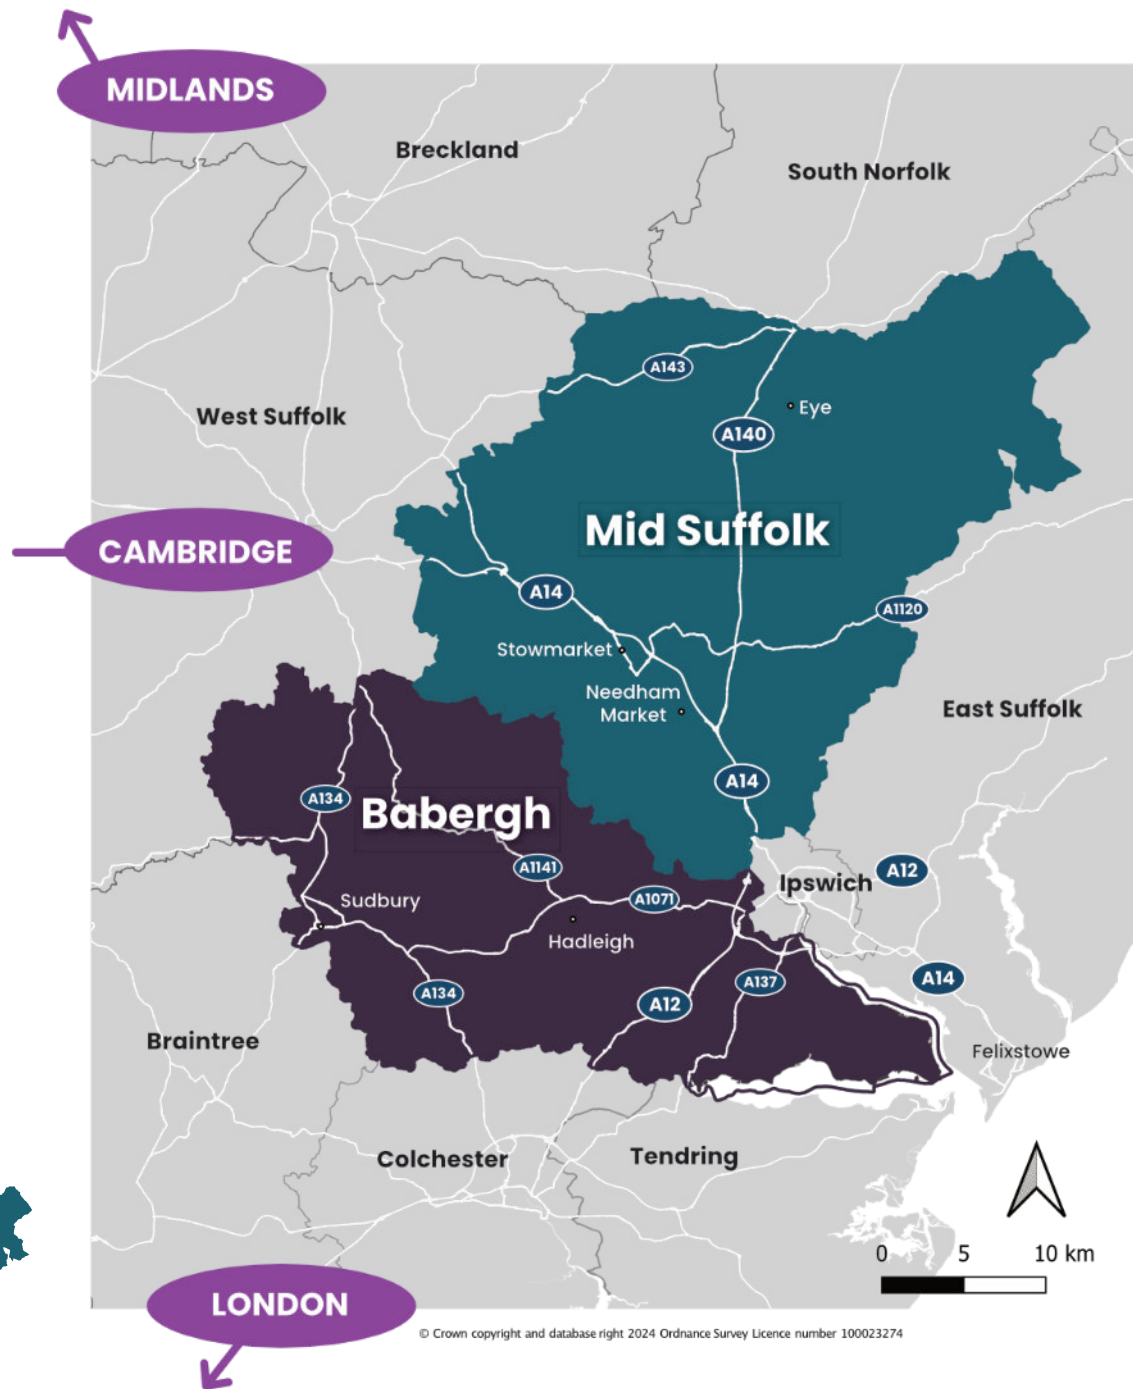 MIDLANDS
Breckland
South Norfolk
A143
West Suffolk
Eye
A140
Mid Suffolk
CAMBRIDGE
A14
A1120
Stowmarket
Needham
Market
East Suffolk
A14
A134
Babergh
A1141
A12
Ipswich
A1071
Sudbury
Hadleigh
A14
A137
A134
A12
Braintree
Felixstowe
Colchester
Tendring
0 5 10 km
LONDON
© Crown copyright and database right 2024 Ordnance Survey Licence number 100023274